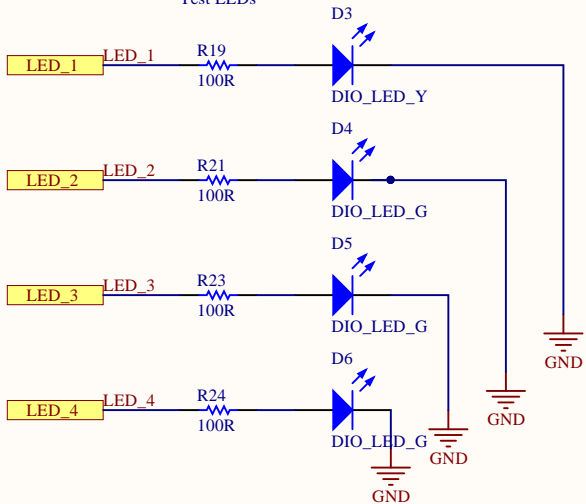 Test LEDs
D3
LED_1 LED_1 R19
100R
DIO_LED_Y
D4
LED_2 LED_2 R21
100R
DIO_LED_G
D5
LED_3 LED_3 R23
100R
DIO_LED_G
GND
D6
LED_4 LED_4 R24
100R
DIO_LED_G
GND
GND
GND